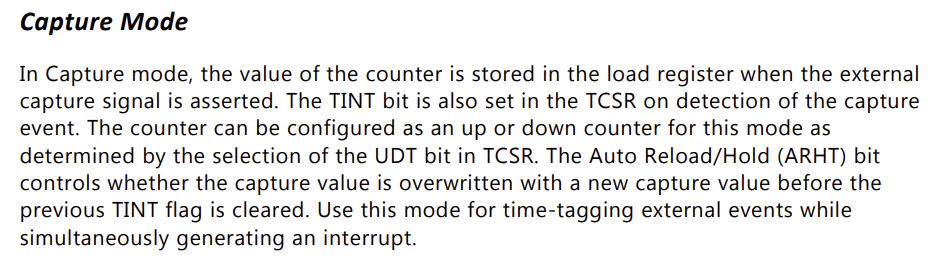 Capture Mode
In Capture mode, the value of the counter is stored in the load register when the external
capture signal is asserted. The TINT bit is also set in the TCSR on detection of the capture
event. The counter can be configured as an up or down counter for this mode as
determined by the selection of the UDT bit in TCSR. The Auto Reload/Hold (ARHT) bit
controls whether the capture value is overwritten with a new capture value before the
previous TINT flag is cleared. Use this mode for time-tagging external events while
simultaneously generating an interrupt.